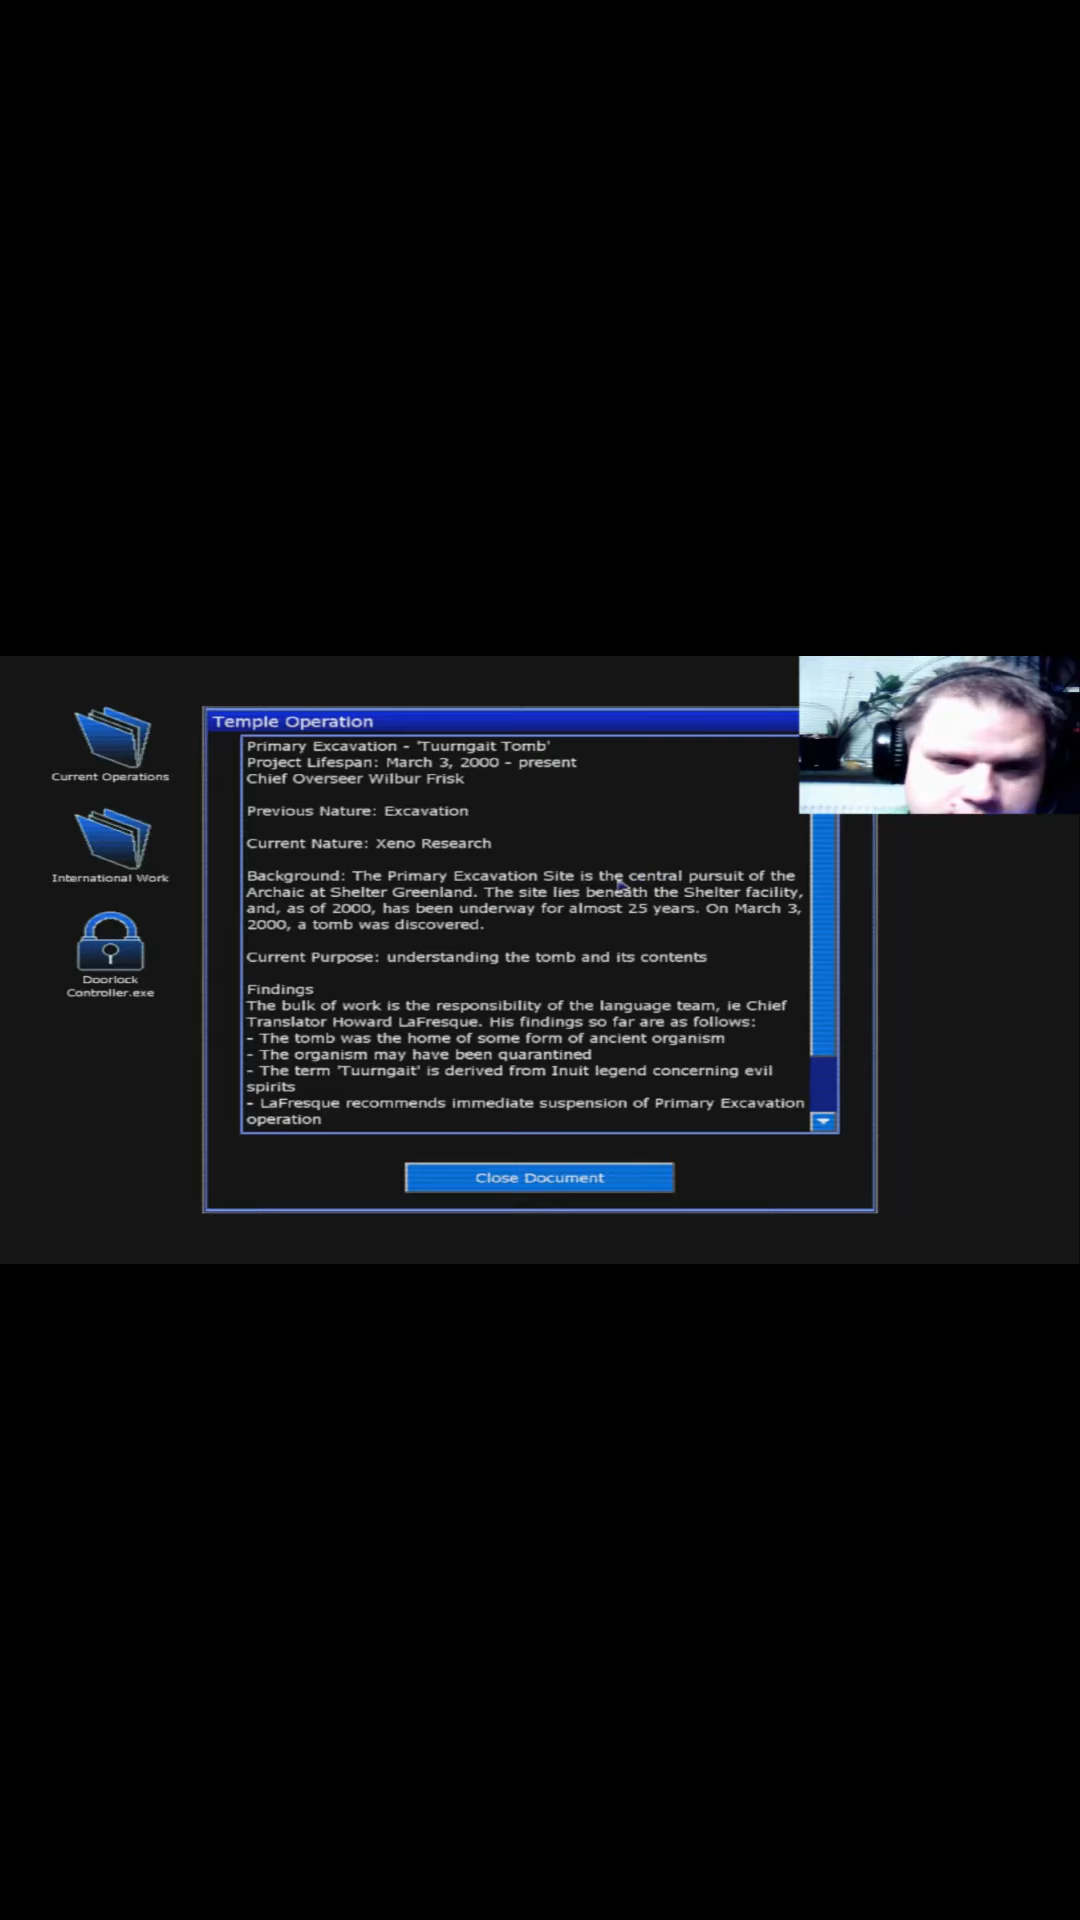 Current Operations
International Work
Doorlock
Controller.exe
Temple Operation
Primary Excavation - 'Tuurngait Tomb'
Project Lifespan: March 3, 2000 - present
Chief Overseer Wilbur Frisk
Previous Nature: Excavation
Current Nature: Xeno Research
Background: The Primary Excavation Site is the central pursuit of the
Archaic at Shelter Greenland. The site lies beneath the Shelter facility,
and, as of 2000, has been underway for almost 25 years. On March 3,
2000, a tomb was discovered.
Current Purpose: understanding the tomb and its contents
Findings
The bulk of work is the responsibility of the language team, ie Chief
Translator Howard LaFresque. His findings so far are as follows:
- The tomb was the home of some form of ancient organism
- The organism may have been quarantined
- The term 'Tuurngait' is derived from Inuit legend concerning evil
spirits
- LaFresque recommends immediate suspension of Primary Excavation
operation
Close Document